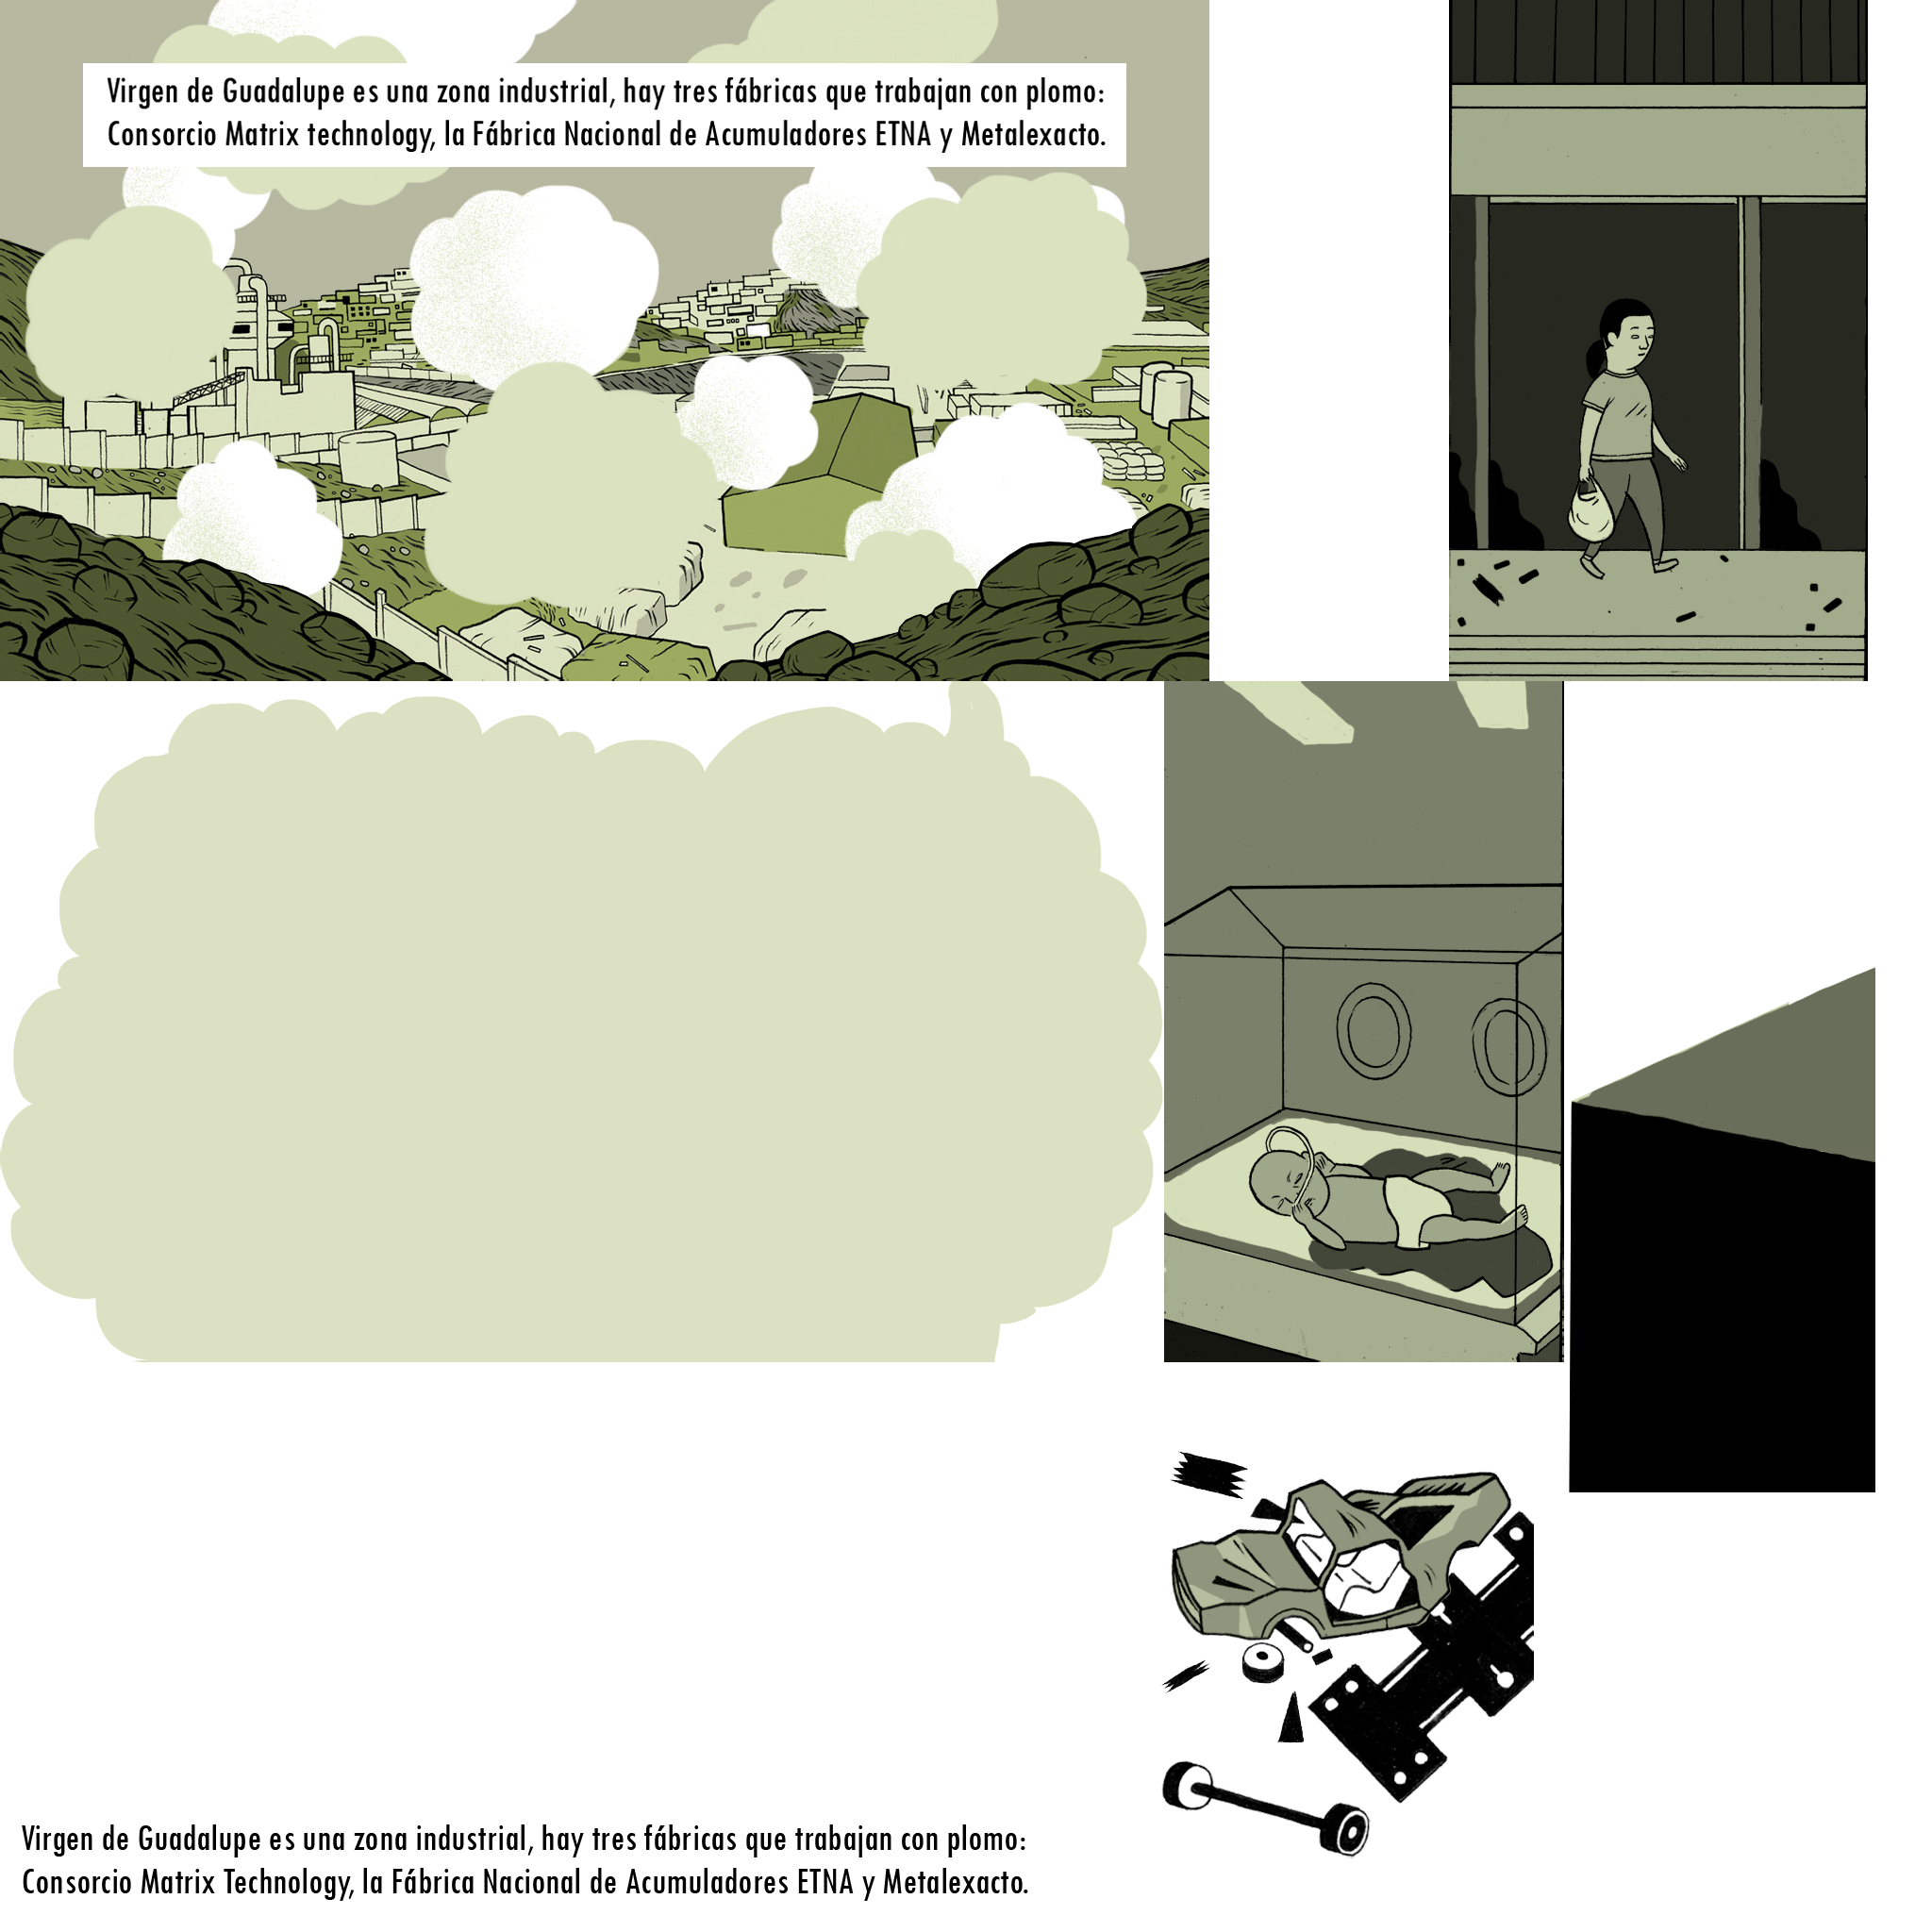 Virgen de Guadalupe es una zona industrial, hay tres fábricas que trabajan con plomo:
Consorcio Matrix technology, la Fábrica Nacional de Acumuladores ETNA y Metalexacto.
Virgen de Guadalupe es una zona industrial, hay tres fábricas que trabajan con plomo:
Consorcio Matrix Technology, la Fábrica Nacional de Acumuladores ETNA y Metalexacto.